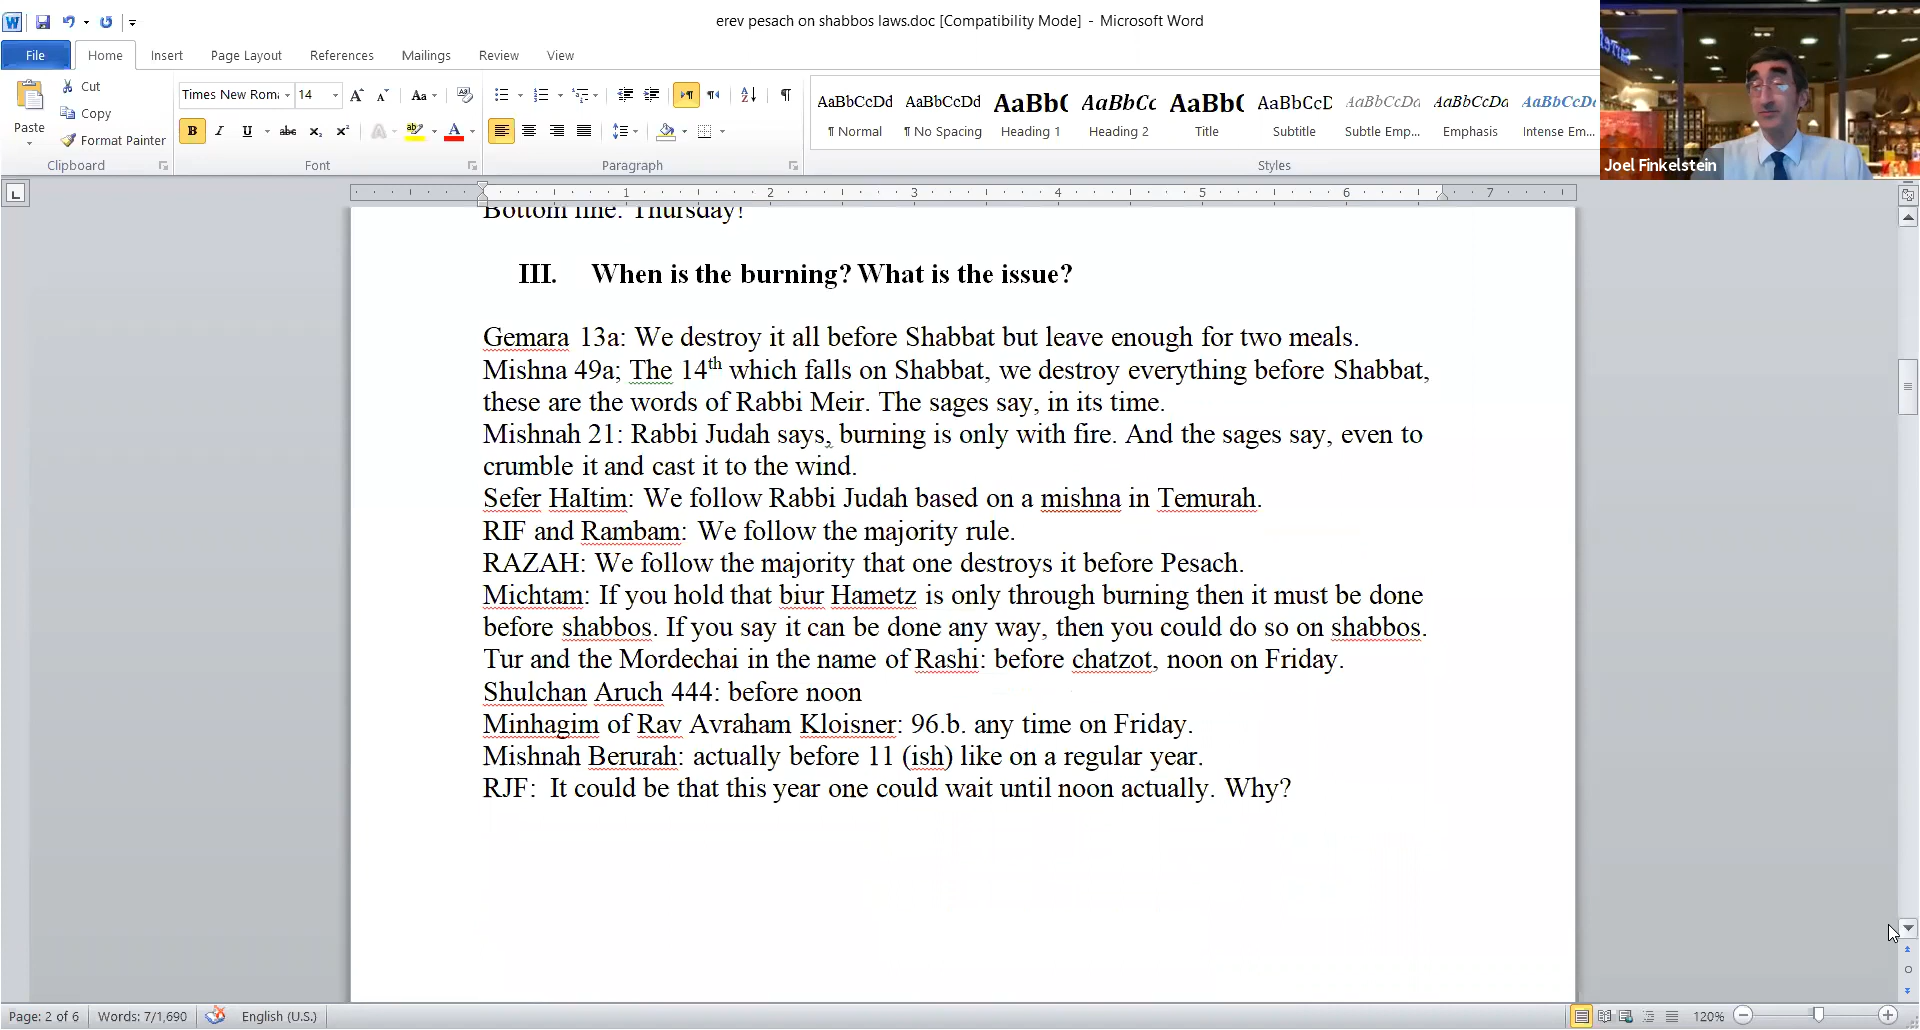 erev pesach on shabbos laws.doc [Compatibility Mode] - Microsoft Word
File Home Insert Page Layout References Mailings Review View
Paste
Cut
Copy
Format Painter
Clipboard
Times New Roma 14
Font
Paragraph
AaBbCcDd AaBbCcDd AaBb( AaBbCc AaBb( AaBbCcD AaBbCcDd AaBbCcDd AaBbCcDd
¶ Normal ¶ No Spacing Heading 1 Heading 2 Title Subtitle Subtle Emp... Emphasis Intense Em...
Styles
Joel Finkelstein
1 2 3 4 5 6 7
Bottom line: Thursday!
III. When is the burning? What is the issue?
Gemara 13a: We destroy it all before Shabbat but leave enough for two meals.
Mishna 49a; The 14th which falls on Shabbat, we destroy everything before Shabbat,
these are the words of Rabbi Meir. The sages say, in its time.
Mishnah 21: Rabbi Judah says, burning is only with fire. And the sages say, even to
crumble it and cast it to the wind.
Sefer HaItim: We follow Rabbi Judah based on a mishna in Temurah.
RIF and Rambam: We follow the majority rule.
RAZAH: We follow the majority that one destroys it before Pesach.
Michtam: If you hold that biur Hametz is only through burning then it must be done
before shabbos. If you say it can be done any way, then you could do so on shabbos.
Tur and the Mordechai in the name of Rashi: before chatzot, noon on Friday.
Shulchan Aruch 444: before noon
Minhagim of Rav Avraham Kloisner: 96.b. any time on Friday.
Mishnah Berurah: actually before 11 (ish) like on a regular year.
RJF: It could be that this year one could wait until noon actually. Why?
Page: 2 of 6 Words: 7/1,690 English (U.S.) 120%